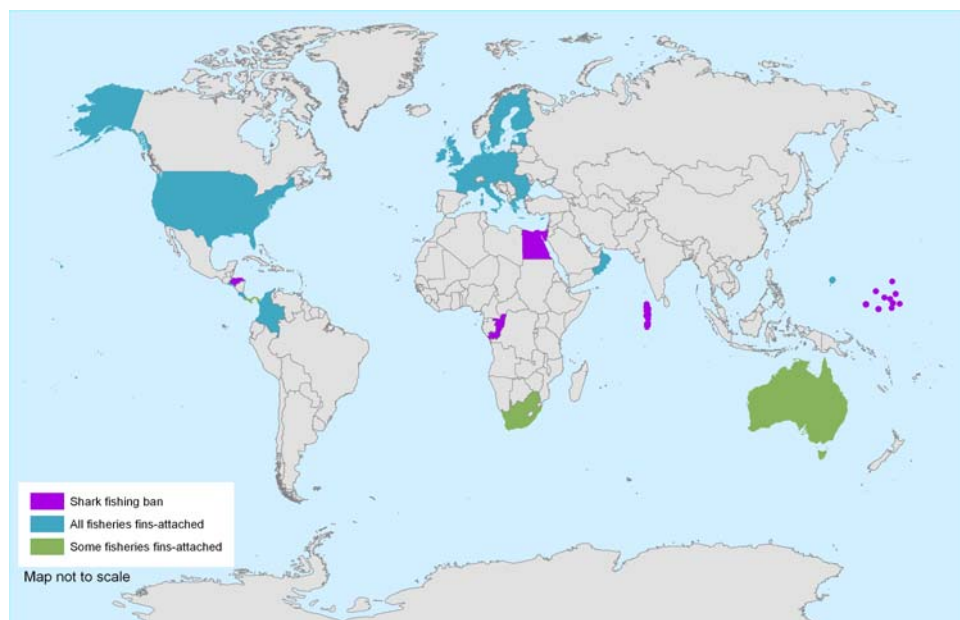 Shark fishing ban
All fisheries fins-attached
Some fisheries fins-attached
Map not to scale